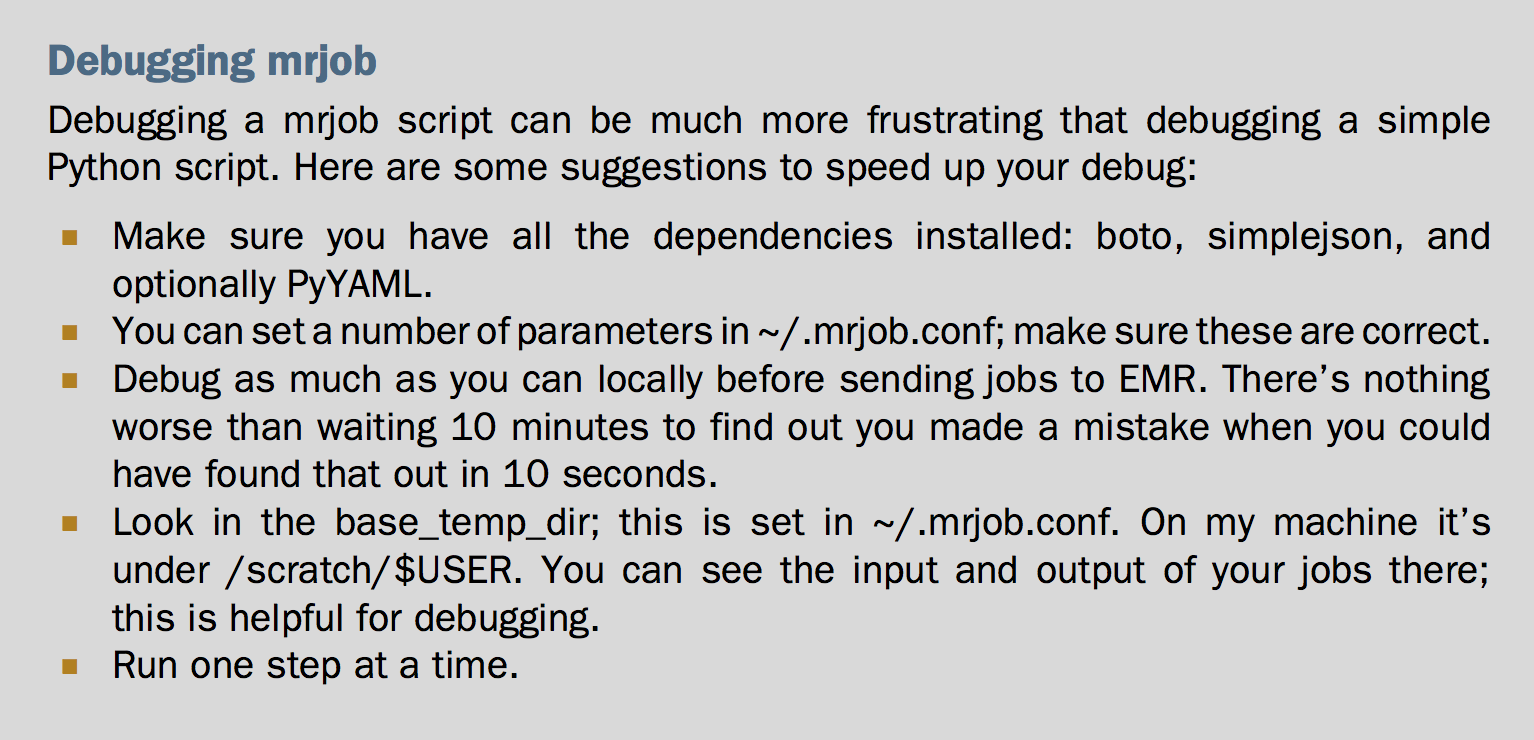 Debugging mrjob
Debugging a mrjob script can be much more frustrating that debugging a simple
Python script. Here are some suggestions to speed up your debug:
■ Make sure you have all the dependencies installed: boto, simplejson, and
optionally PyYAML.
■ You can set a number of parameters in ~/.mrjob.conf; make sure these are correct.
■ Debug as much as you can locally before sending jobs to EMR. There’s nothing
worse than waiting 10 minutes to find out you made a mistake when you could
have found that out in 10 seconds.
■ Look in the base_temp_dir; this is set in ~/.mrjob.conf. On my machine it’s
under /scratch/$USER. You can see the input and output of your jobs there;
this is helpful for debugging.
■ Run one step at a time.